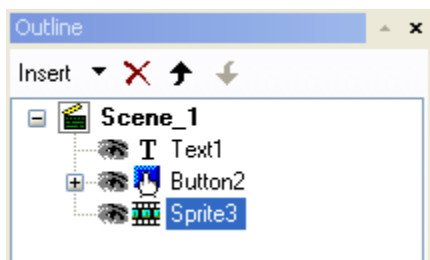 Outline
Insert
Scene_1
T Text1
Button2
Sprite3